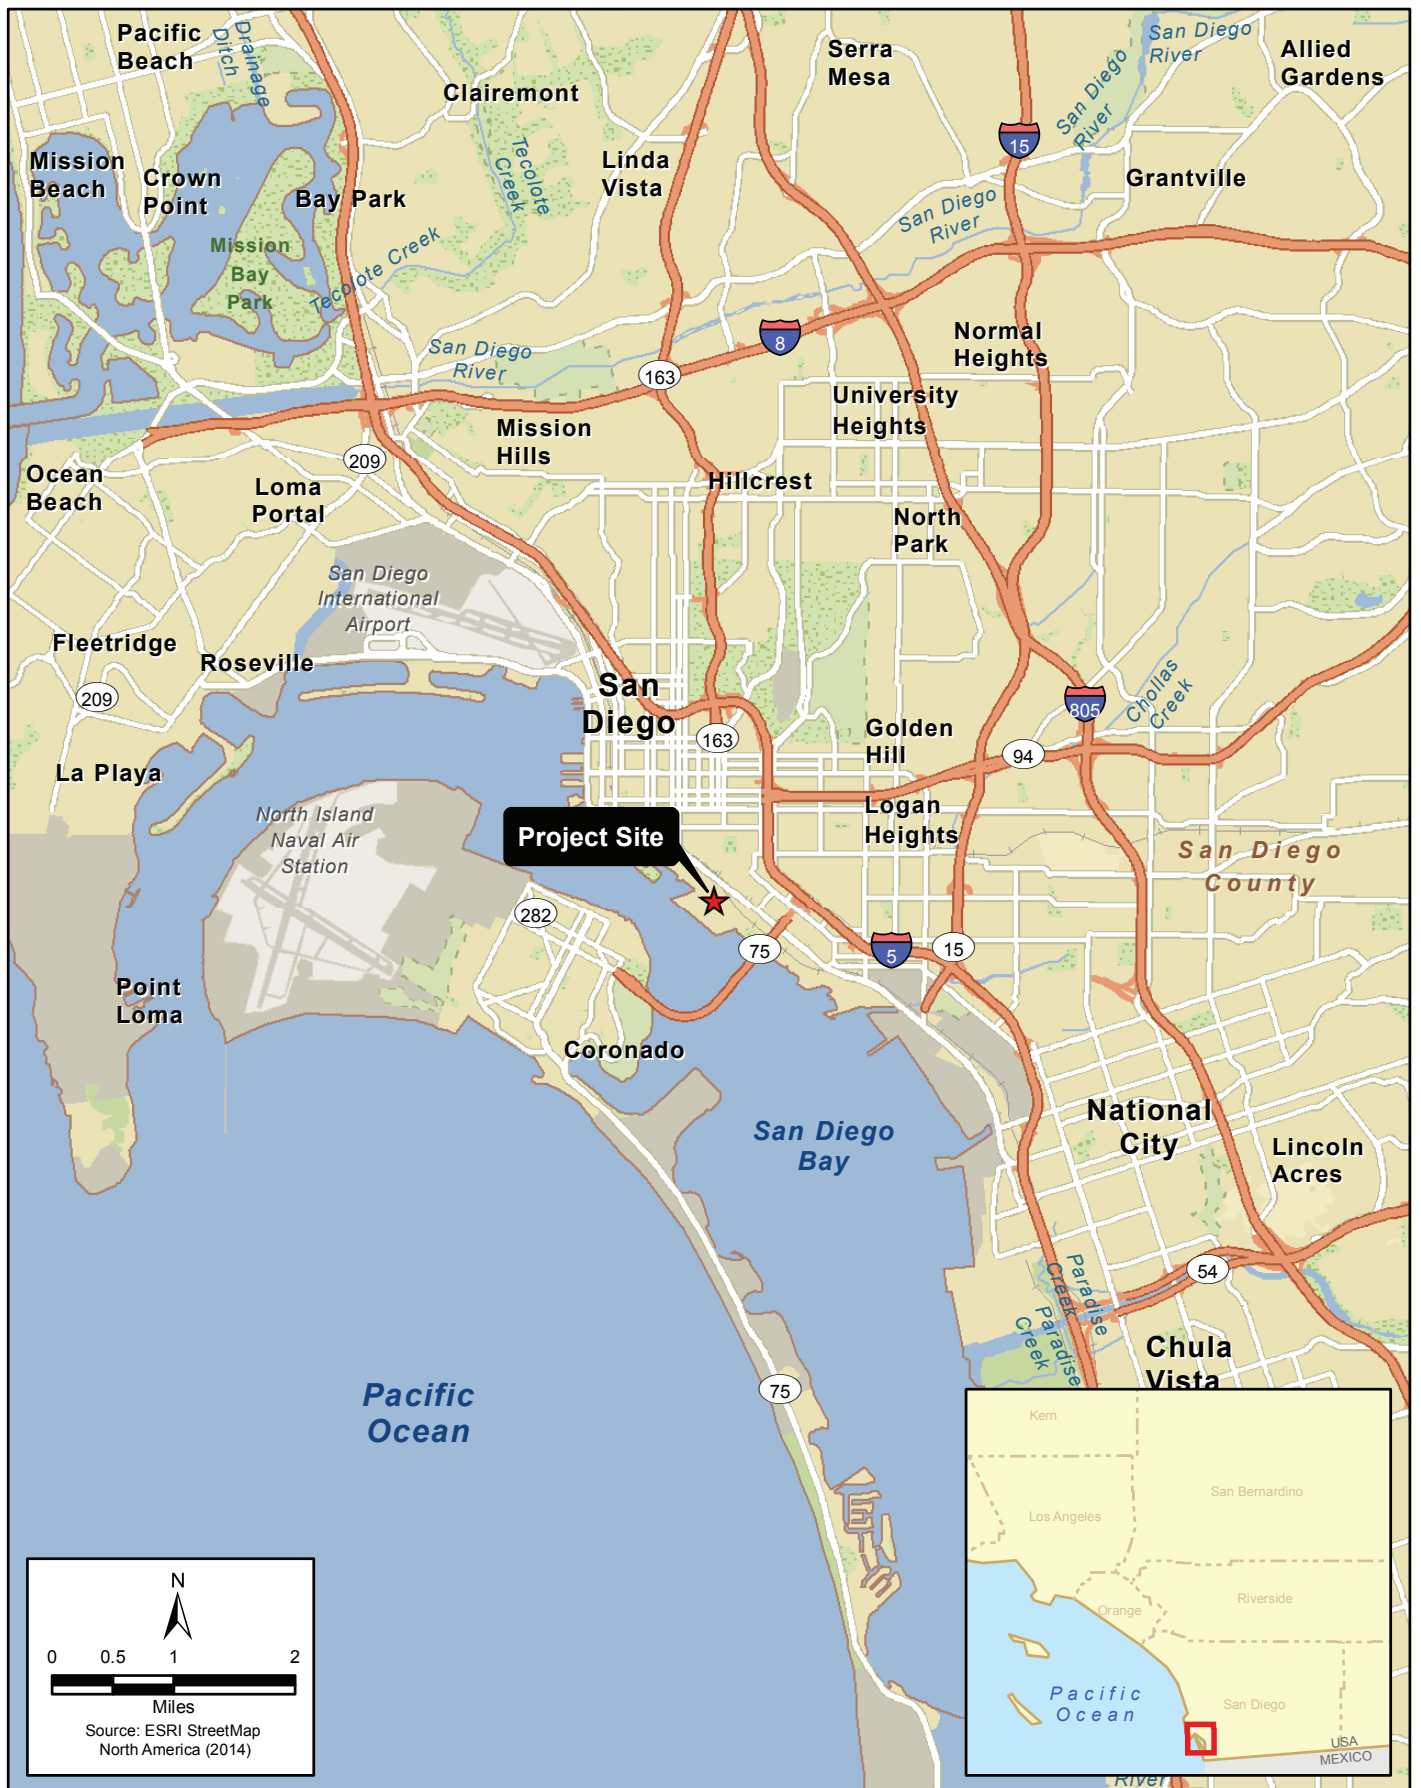 Pacific
Beach
Drainage
Ditch
Clairemont
Serra
Mesa
San Diego
River
Allied
Gardens
San Diego
River
15
Mission
Beach
Crown
Point
Bay Park
Tecolote
Creek
Linda
Vista
Grantville
San Diego
River
Mission
Bay
Park
Tecolote Creek
San Diego
River
8
163
Normal
Heights
University
Heights
Mission
Hills
209
Ocean
Beach
Loma
Portal
Hillcrest
North
Park
San Diego
International
Airport
Fleetridge
Roseville
209
San
Diego
163
805
Chollas
Creek
Golden
Hill
94
La Playa
North Island
Naval Air
Station
Project Site
Logan
Heights
San Diego
County
282
75
5
15
Point
Loma
Coronado
National
City
San Diego
Bay
Lincoln
Acres
54
Paradise
Creek
Paradise
Creek
Chula
Vista
75
Pacific
Ocean
Kern
San Bernardino
Los Angeles
Orange
Riverside
San Diego
Pacific
Ocean
USA
MEXICO
River
N
0 0.5 1 2
Miles
Source: ESRI StreetMap
North America (2014)